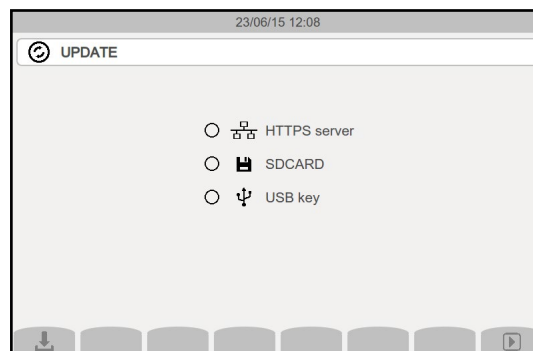 23/06/15 12:08
UPDATE
HTTPS server
SDCARD
USB key